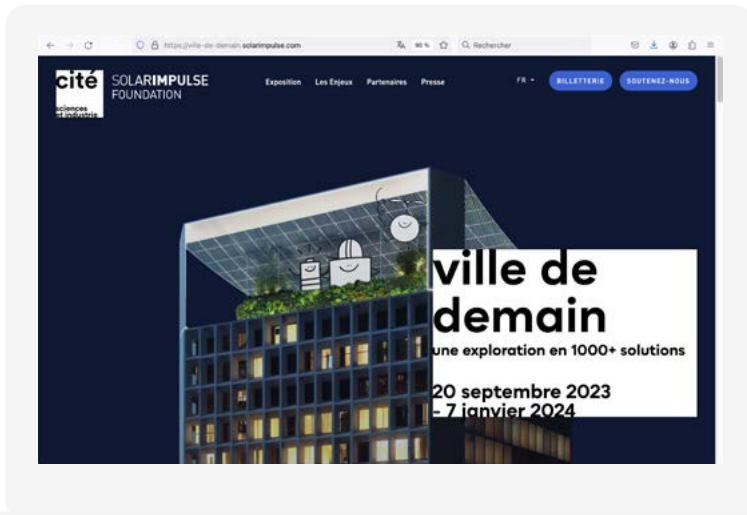 https://ville-de-demain.solarimpulse.com
90 %
Rechercher
cité
sciences
et industrie
SOLARIMPULSE
FOUNDATION
Exposition Les Enjeux Partenaires Presse
FR
BILLETTERIE
SOUTENEZ-NOUS
ville de
demain
une exploration en 1000+ solutions
20 septembre 2023
- 7 janvier 2024